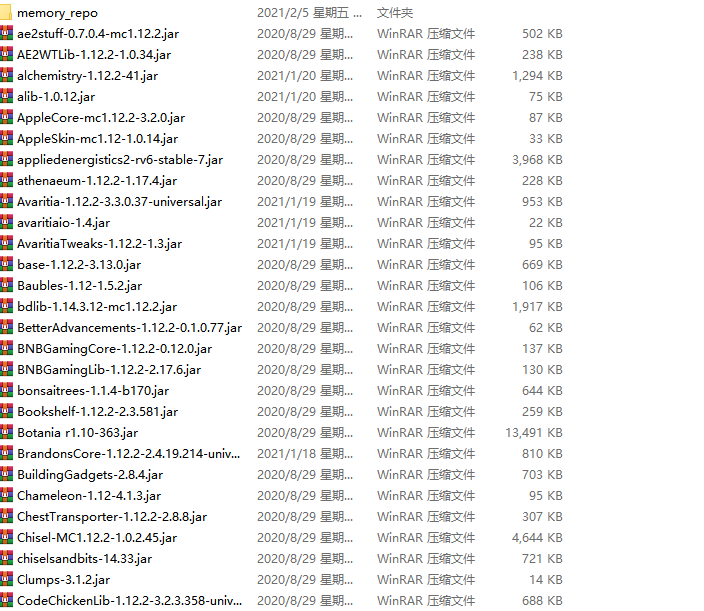 memory_repo 2021/2/5 星期五 ... 文件夹
ae2stuff-0.7.0.4-mc1.12.2.jar 2020/8/29 星期... WinRAR 压缩文件 502 KB
AE2WTLib-1.12.2-1.0.34.jar 2020/8/29 星期... WinRAR 压缩文件 238 KB
alchemistry-1.12.2-41.jar 2021/1/20 星期... WinRAR 压缩文件 1,294 KB
alib-1.0.12.jar 2021/1/20 星期... WinRAR 压缩文件 75 KB
AppleCore-mc1.12.2-3.2.0.jar 2020/8/29 星期... WinRAR 压缩文件 87 KB
AppleSkin-mc1.12-1.0.14.jar 2020/8/29 星期... WinRAR 压缩文件 33 KB
appliedenergistics2-rv6-stable-7.jar 2020/8/29 星期... WinRAR 压缩文件 3,968 KB
athenaeum-1.12.2-1.17.4.jar 2020/8/29 星期... WinRAR 压缩文件 228 KB
Avaritia-1.12.2-3.3.0.37-universal.jar 2021/1/19 星期... WinRAR 压缩文件 953 KB
avaritiaio-1.4.jar 2021/1/19 星期... WinRAR 压缩文件 22 KB
AvaritiaTweaks-1.12.2-1.3.jar 2021/1/19 星期... WinRAR 压缩文件 95 KB
base-1.12.2-3.13.0.jar 2020/8/29 星期... WinRAR 压缩文件 669 KB
Baubles-1.12-1.5.2.jar 2020/8/29 星期... WinRAR 压缩文件 106 KB
bdlib-1.14.3.12-mc1.12.2.jar 2020/8/29 星期... WinRAR 压缩文件 1,917 KB
BetterAdvancements-1.12.2-0.1.0.77.jar 2020/8/29 星期... WinRAR 压缩文件 62 KB
BNBGamingCore-1.12.2-0.12.0.jar 2020/8/29 星期... WinRAR 压缩文件 137 KB
BNBGamingLib-1.12.2-2.17.6.jar 2020/8/29 星期... WinRAR 压缩文件 130 KB
bonsaitrees-1.1.4-b170.jar 2020/8/29 星期... WinRAR 压缩文件 644 KB
Bookshelf-1.12.2-2.3.581.jar 2020/8/29 星期... WinRAR 压缩文件 259 KB
Botania r1.10-363.jar 2020/8/29 星期... WinRAR 压缩文件 13,491 KB
BrandonsCore-1.12.2-2.4.19.214-univ... 2021/1/18 星期... WinRAR 压缩文件 810 KB
BuildingGadgets-2.8.4.jar 2020/8/29 星期... WinRAR 压缩文件 703 KB
Chameleon-1.12-4.1.3.jar 2020/8/29 星期... WinRAR 压缩文件 95 KB
ChestTransporter-1.12.2-2.8.8.jar 2020/8/29 星期... WinRAR 压缩文件 307 KB
Chisel-MC1.12.2-1.0.2.45.jar 2020/8/29 星期... WinRAR 压缩文件 4,644 KB
chiselsandbits-14.33.jar 2020/8/29 星期... WinRAR 压缩文件 721 KB
Clumps-3.1.2.jar 2020/8/29 星期... WinRAR 压缩文件 14 KB
CodeChickenLib-1.12.2-3.2.3.358-univ... 2020/8/29 星期... WinRAR 压缩文件 688 KB